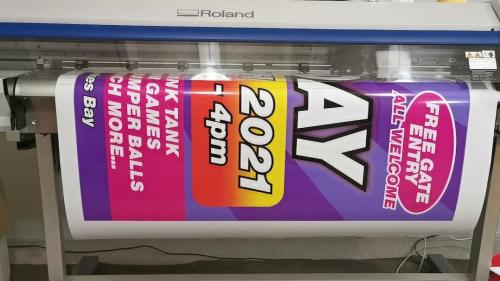 Roland
FREE GATE
ENTRY
ALL WELCOME
AY
2021
- 4pm
NK TANK
GAMES
MPER BALLS
CH MORE...
es Bay